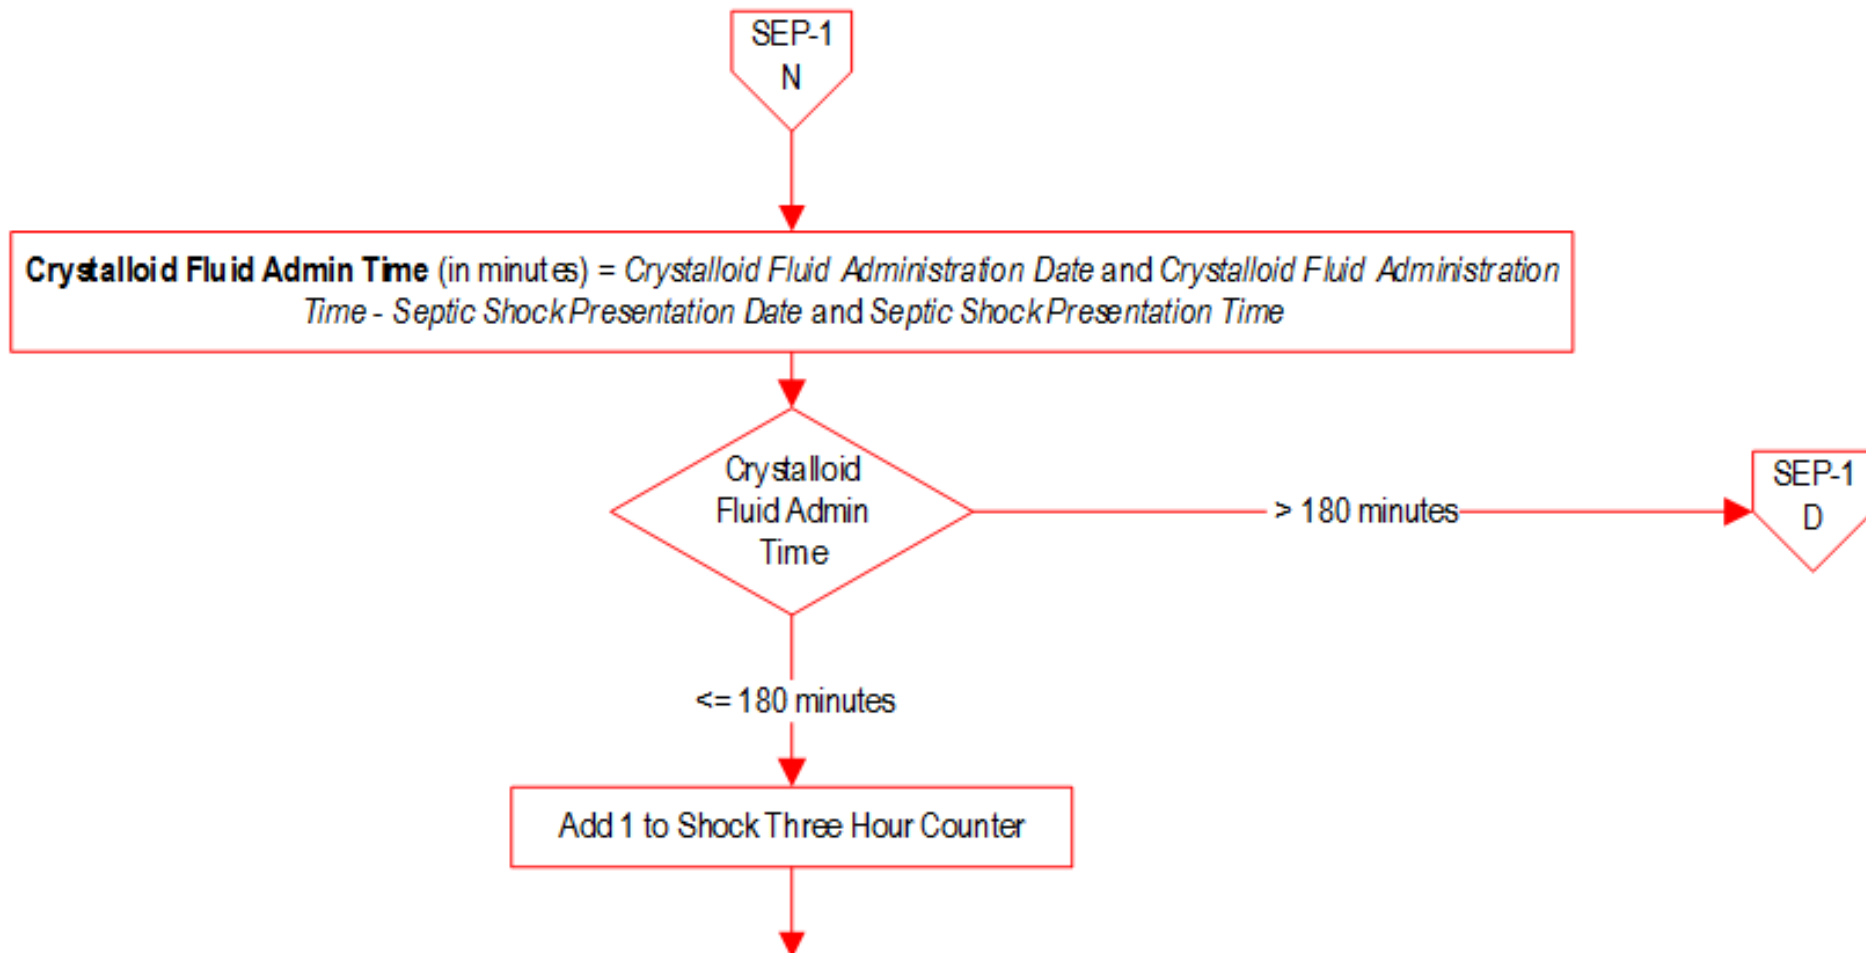 SEP-1
N
Crystalloid Fluid Admin Time (in minutes) = Crystalloid Fluid Administration Date and Crystalloid Fluid Administration
Time - Septic Shock Presentation Date and Septic Shock Presentation Time
Crystalloid
Fluid Admin
Time
> 180 minutes
SEP-1
D
<= 180 minutes
Add 1 to Shock Three Hour Counter